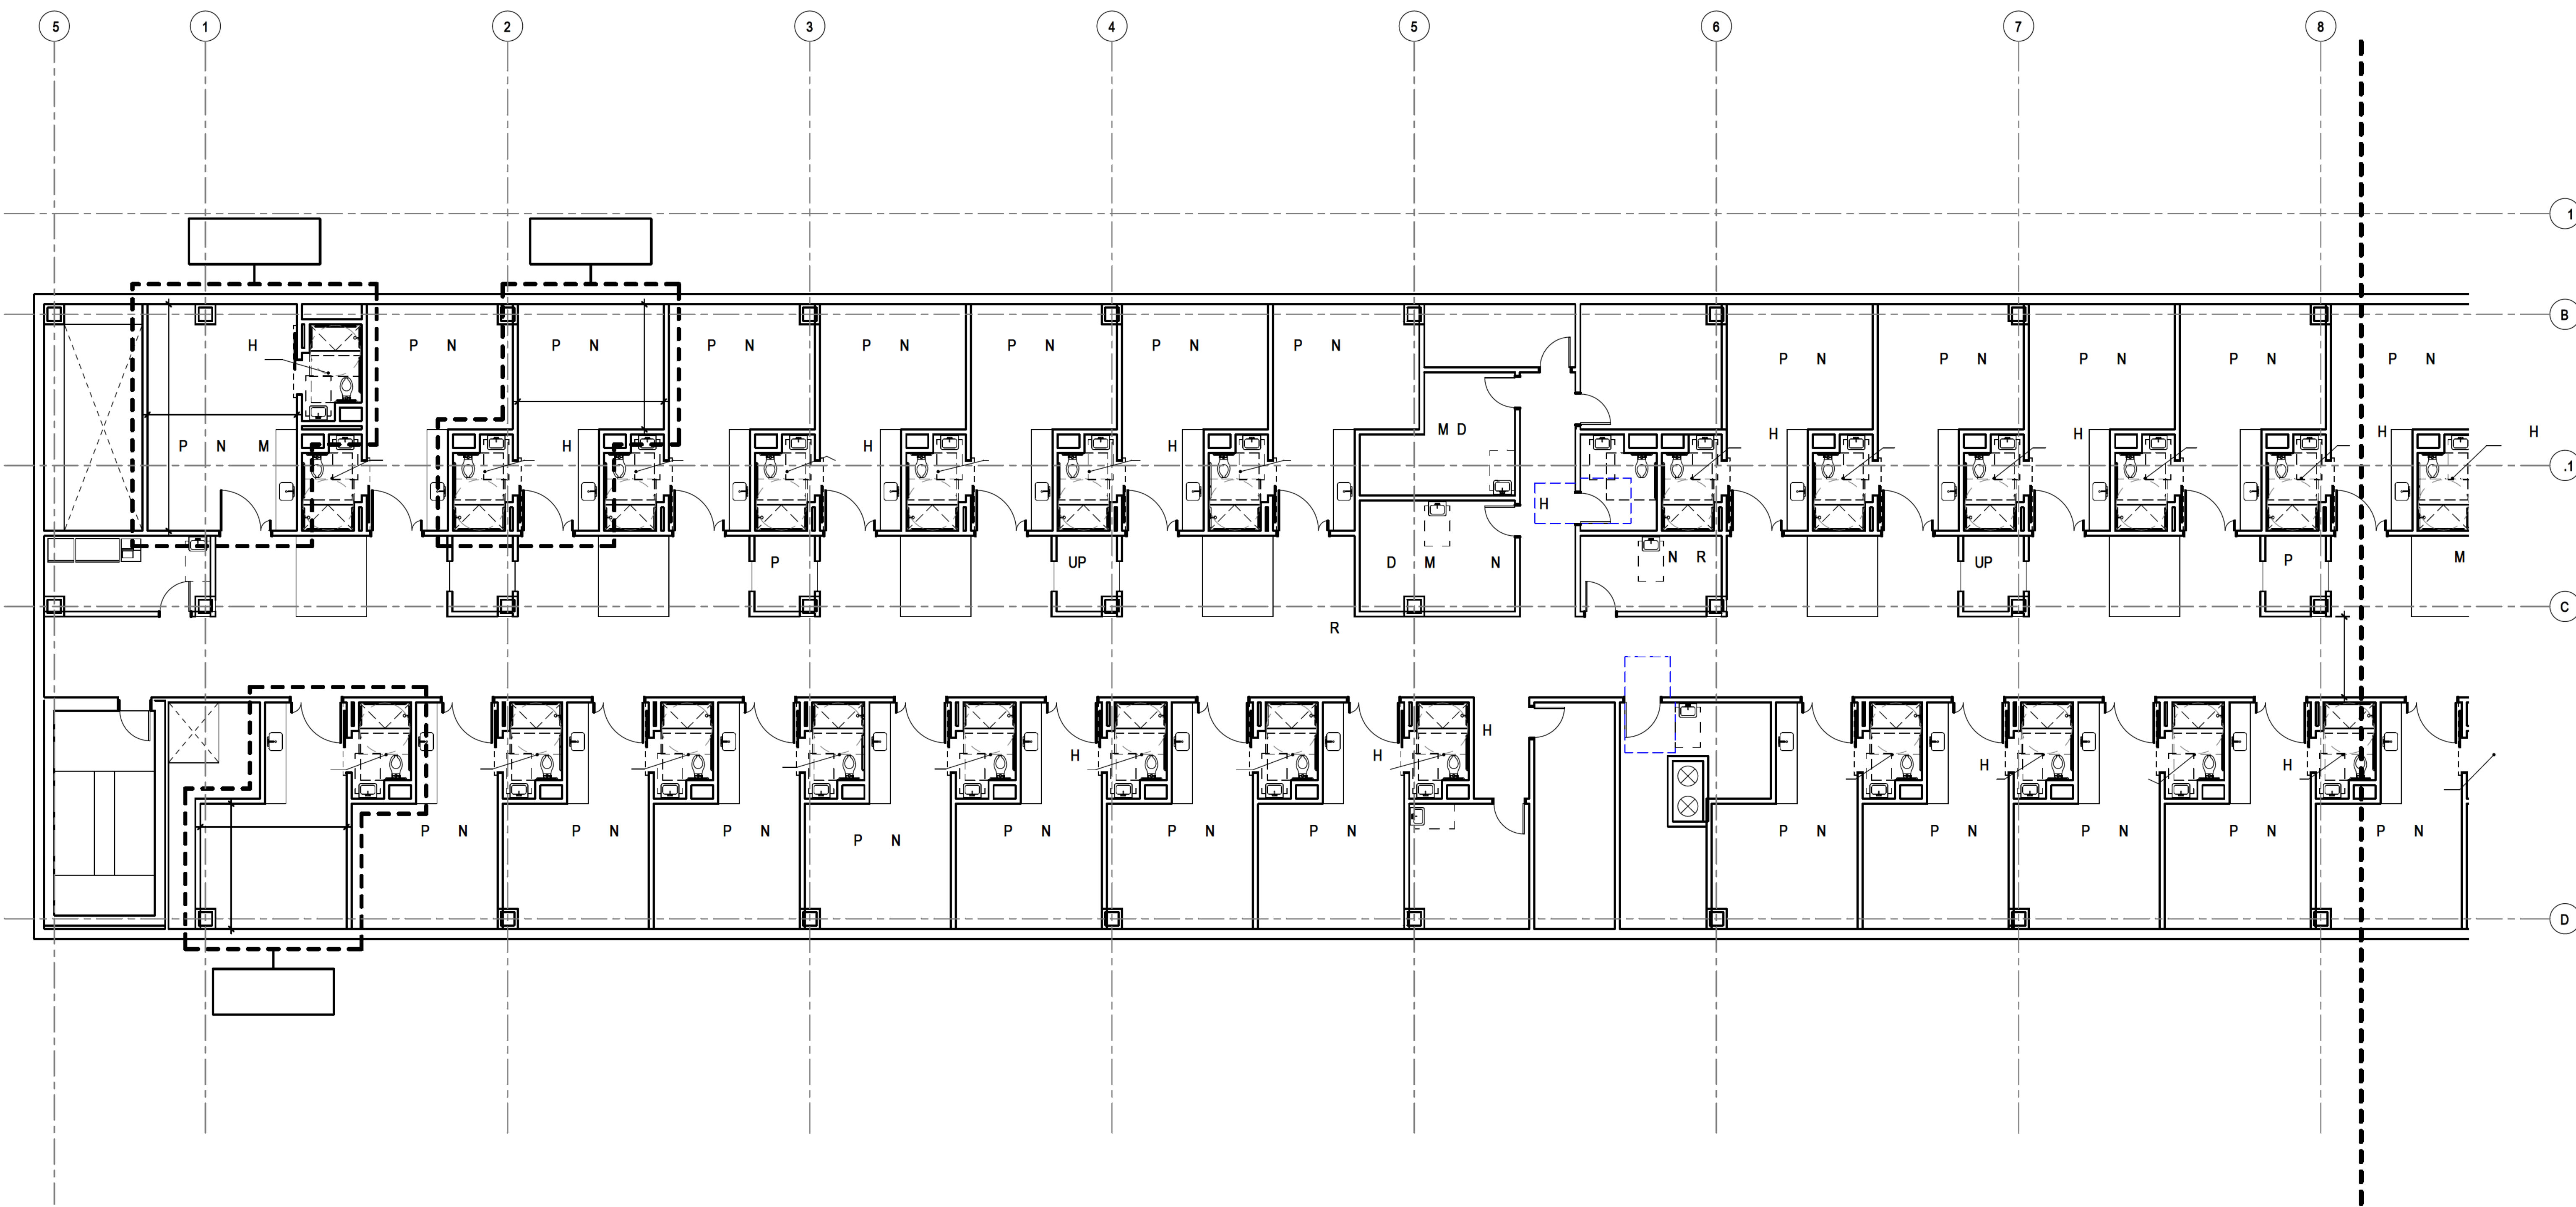 5 1 2 3 4 5 6 7 8
1
B
H P N P N P N P N P N P N P N
P N P N P N P N P N
M D
H H H H H H H
P N M
.1
H
N R
D M N P UP UP P M
C
R
H
H H H H
P N P N P N P N P N P N P N P N P N P N P N
P N
D